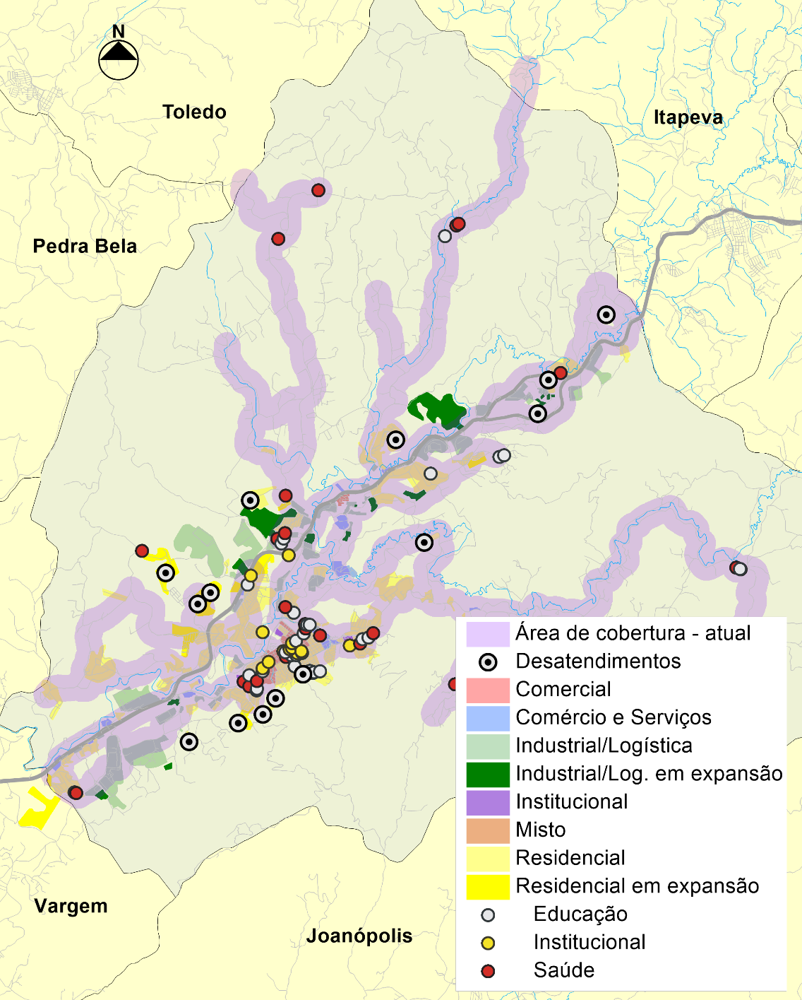 N
Toledo
Itapeva
Pedra Bela
Área de cobertura - atual
Desatendimentos
Comercial
Comércio e Serviços
Industrial/Logística
Industrial/Log. em expansão
Institucional
Misto
Residencial
Residencial em expansão
Educação
Institucional
Saúde
Vargem
Joanópolis